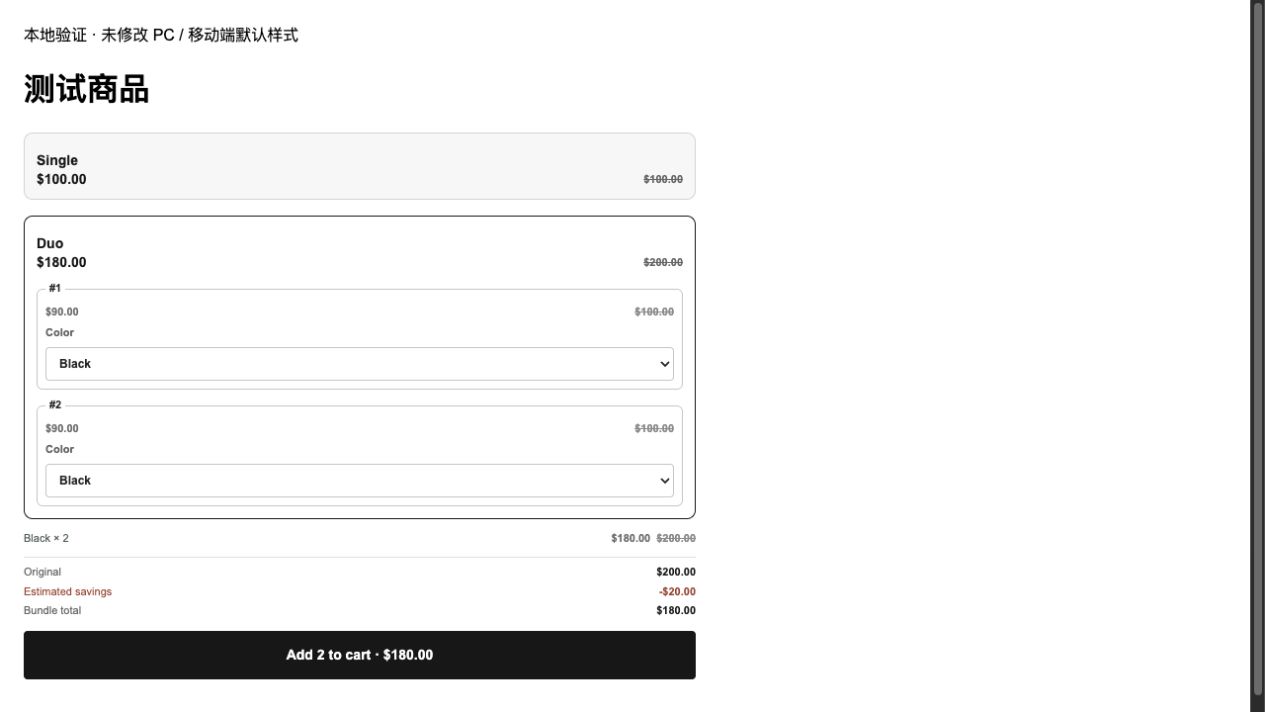 本地验证 · 未修改 PC / 移动端默认样式
测试商品
Single
$100.00 $100.00
Duo
$180.00 $200.00
#1
$90.00 $100.00
Color
Black
#2
$90.00 $100.00
Color
Black
Black × 2 $180.00 $200.00
Original $200.00
Estimated savings -$20.00
Bundle total $180.00
Add 2 to cart · $180.00